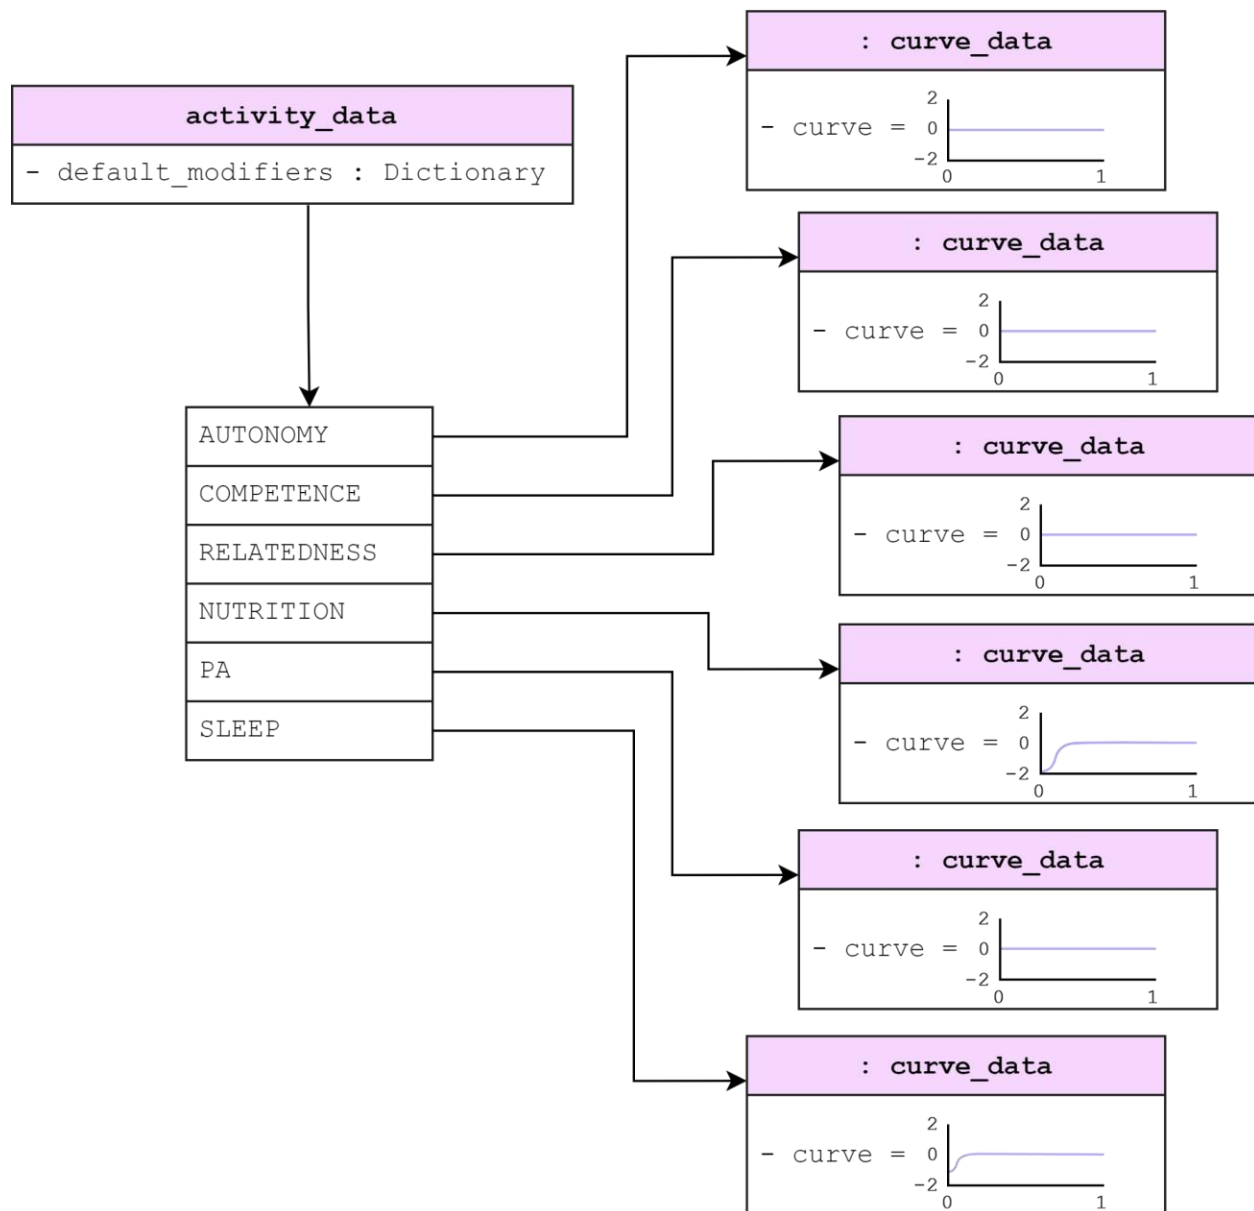 activity_data
- default_modifiers : Dictionary
AUTONOMY
COMPETENCE
RELATEDNESS
NUTRITION
PA
SLEEP
: curve_data
- curve =
2
0
-2
0 1
: curve_data
- curve =
2
0
-2
0 1
: curve_data
- curve =
2
0
-2
0 1
: curve_data
- curve =
2
0
-2
0 1
: curve_data
- curve =
2
0
-2
0 1
: curve_data
- curve =
2
0
-2
0 1